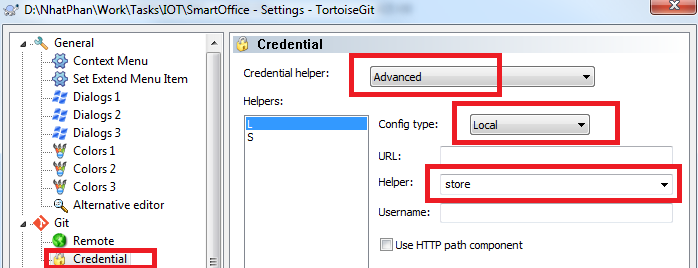 D:\NhatPhan\Work\Tasks\IOT\SmartOffice - Settings - TortoiseGit
General
Context Menu
Set Extend Menu Item
Dialogs 1
Dialogs 2
Dialogs 3
Colors 1
Colors 2
Colors 3
Alternative editor
Git
Remote
Credential
Credential
Credential helper:
Advanced
Helpers:
L
S
Config type:
Local
URL:
Helper:
store
Username:
Use HTTP path component